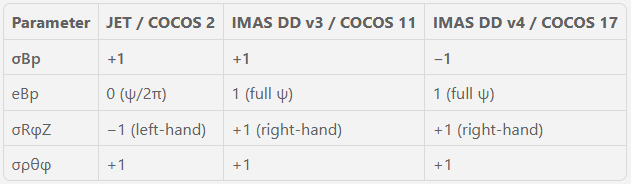 Parameter JET / COCOS 2 IMAS DD v3 / COCOS 11 IMAS DD v4 / COCOS 17
σBp +1 +1 −1
eBp 0 (ψ/2π) 1 (full ψ) 1 (full ψ)
σRφZ −1 (left-hand) +1 (right-hand) +1 (right-hand)
σρθφ +1 +1 +1